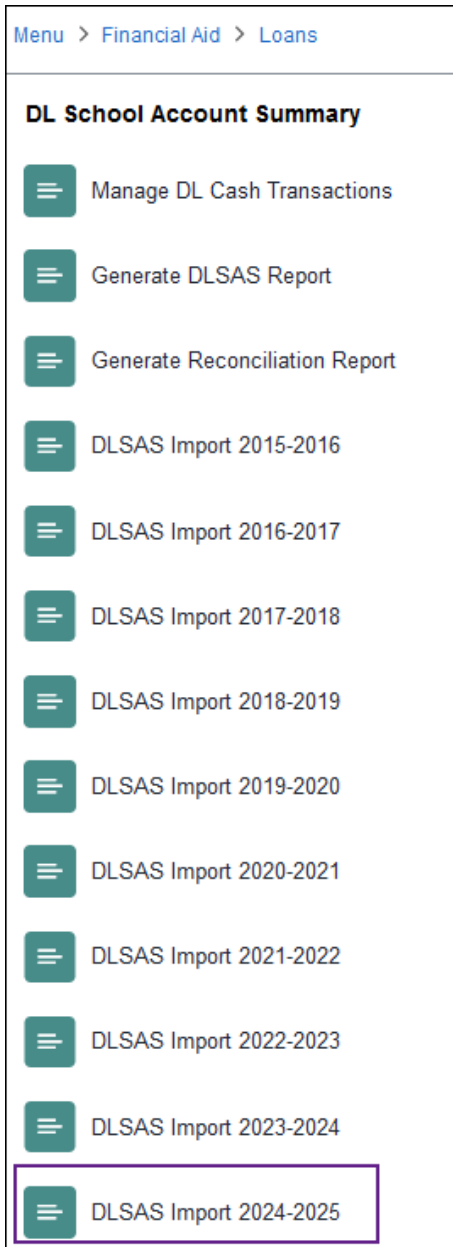 Menu > Financial Aid > Loans
DL School Account Summary
Manage DL Cash Transactions
Generate DLSAS Report
Generate Reconciliation Report
DLSAS Import 2015-2016
DLSAS Import 2016-2017
DLSAS Import 2017-2018
DLSAS Import 2018-2019
DLSAS Import 2019-2020
DLSAS Import 2020-2021
DLSAS Import 2021-2022
DLSAS Import 2022-2023
DLSAS Import 2023-2024
DLSAS Import 2024-2025